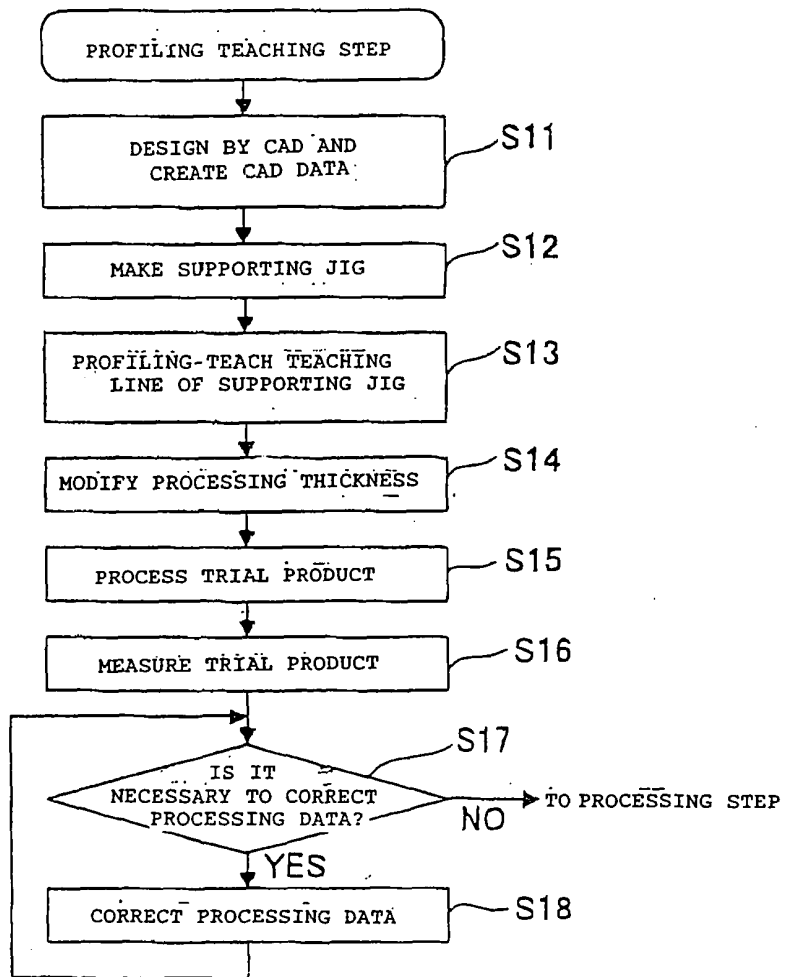 PROFILING TEACHING STEP
DESIGN BY CAD AND
CREATE CAD DATA
S11
MAKE SUPPORTING JIG
S12
PROFILING-TEACH TEACHING
LINE OF SUPPORTING JIG
S13
MODIFY PROCESSING THICKNESS
S14
PROCESS TRIAL PRODUCT
S15
MEASURE TRIAL PRODUCT
S16
IS IT
NECESSARY TO CORRECT
PROCESSING DATA?
S17
NO
TO PROCESSING STEP
YES
CORRECT PROCESSING DATA
S18